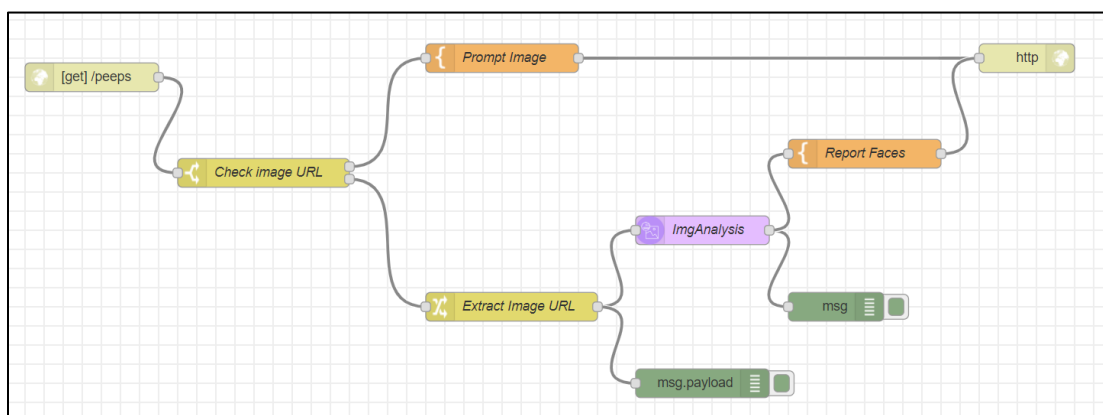 [get] /peeps
Prompt Image
http
Check image URL
Report Faces
ImgAnalysis
Extract Image URL
msg
msg.payload